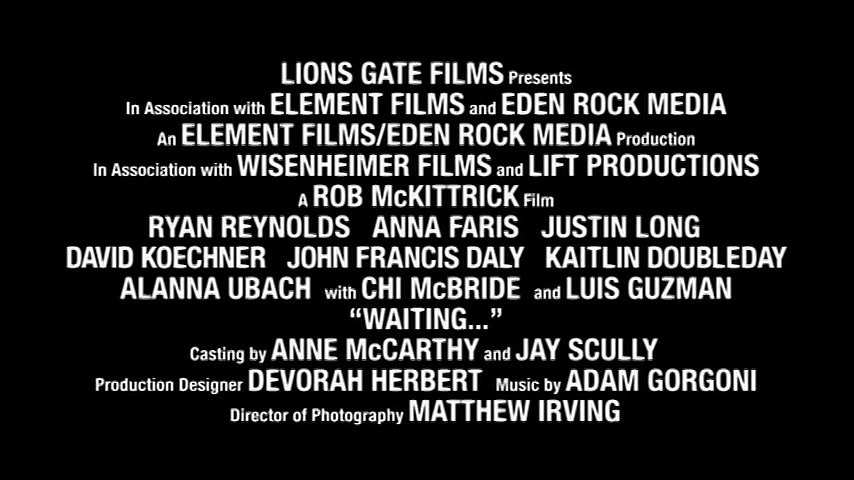 LIONS GATE FILMS Presents
In Association with ELEMENT FILMS and EDEN ROCK MEDIA
An ELEMENT FILMS/EDEN ROCK MEDIA Production
In Association with WISENHEIMER FILMS and LIFT PRODUCTIONS
A ROB McKITTRICK Film
RYAN REYNOLDS ANNA FARIS JUSTIN LONG
DAVID KOECHNER JOHN FRANCIS DALY KAITLIN DOUBLEDAY
ALANNA UBACH with CHI McBRIDE and LUIS GUZMAN
“WAITING...”
Casting by ANNE McCARTHY and JAY SCULLY
Production Designer DEVORAH HERBERT Music by ADAM GORGONI
Director of Photography MATTHEW IRVING